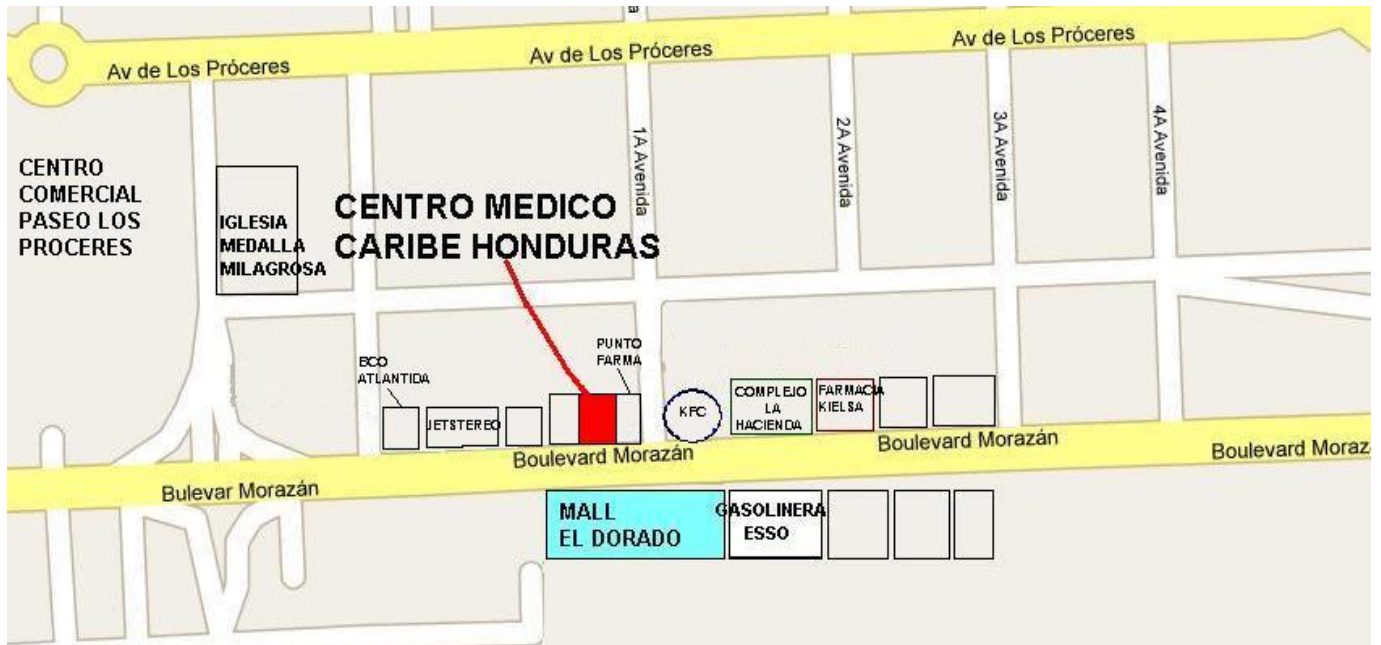 a
Av de Los Próceres
Av de Los Próceres
Av de Los Próceres
1A Avenida
2A Avenida
3A Avenida
4A Avenida
CENTRO
COMERCIAL
PASEO LOS
PROCERES
IGLESIA
MEDALLA
MILAGROSA
CENTRO MEDICO
CARIBE HONDURAS
BCO
ATLANTIDA
JETSTEREO
PUNTO
FARMA
KFC
COMPLEJO
LA
HACIENDA
FARMACIA
KIELSA
Bulevar Morazán
Boulevard Morazán
Boulevard Morazán
Boulevard Moraz
MALL
EL DORADO
GASOLINERA
ESSO